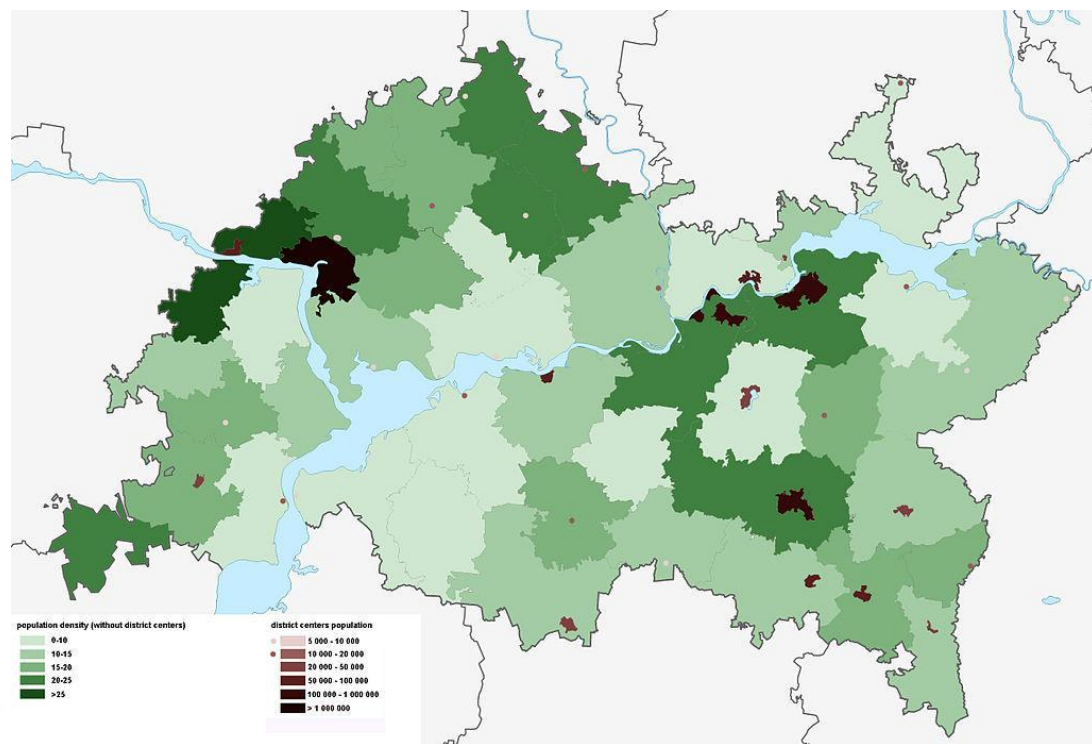 population density (without district centers)
0-10
10-15
15-20
20-25
>25
district centers population
5 000 - 10 000
10 000 - 20 000
20 000 - 50 000
50 000 - 100 000
100 000 - 1 000 000
> 1 000 000